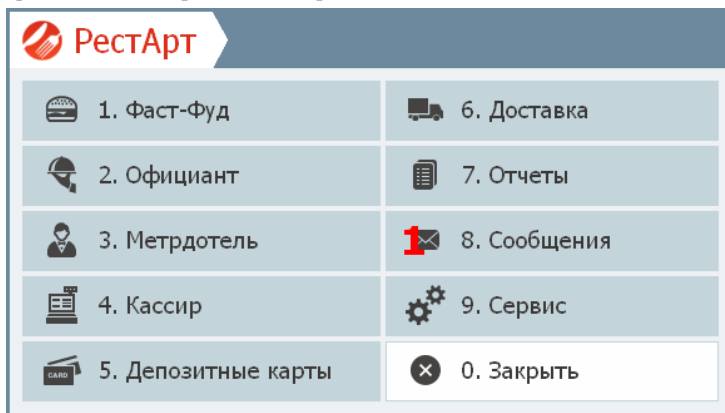 РестАрт
1. Фаст-Фуд
2. Официант
3. Метрдотель
4. Кассир
CARD
5. Депозитные карты
6. Доставка
7. Отчеты
1
8. Сообщения
9. Сервис
0. Закрыть